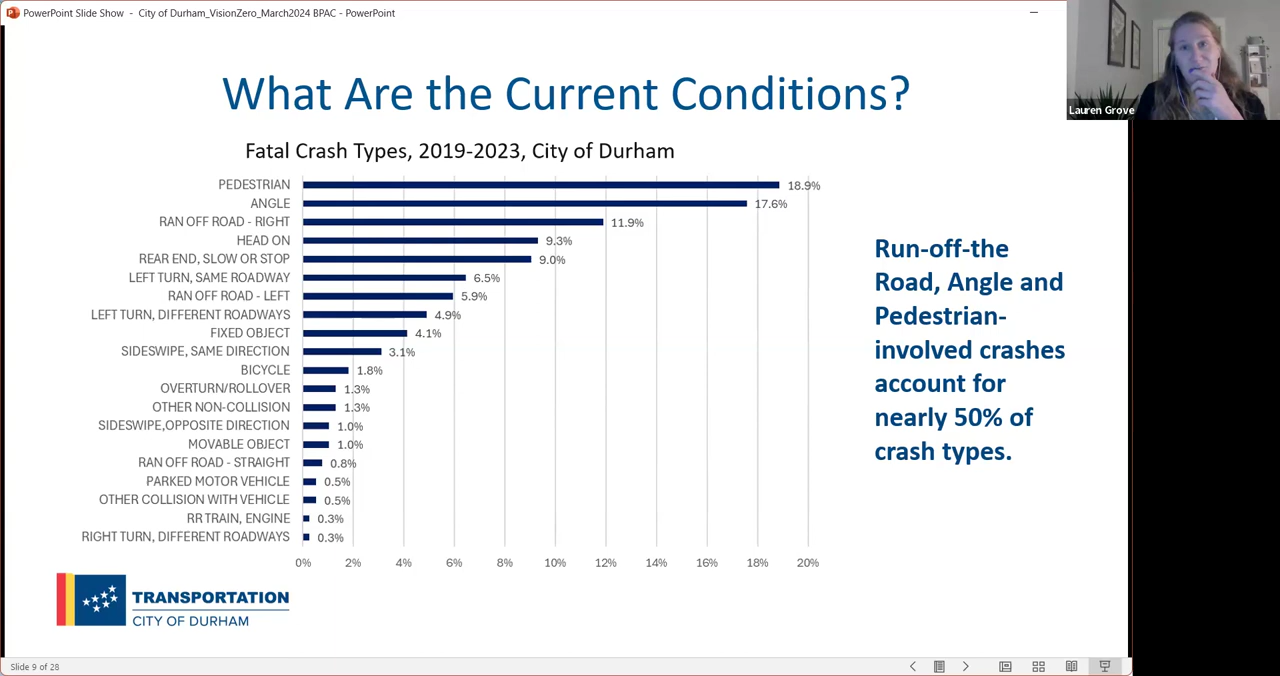 PowerPoint Slide Show - City of Durham_VisionZero_March2024 BPAC - PowerPoint
Lauren Grove
What Are the Current Conditions?
Fatal Crash Types, 2019-2023, City of Durham
PEDESTRIAN 18.9%
ANGLE 17.6%
RAN OFF ROAD - RIGHT 11.9%
HEAD ON 9.3%
REAR END, SLOW OR STOP 9.0%
LEFT TURN, SAME ROADWAY 6.5%
RAN OFF ROAD - LEFT 5.9%
LEFT TURN, DIFFERENT ROADWAYS 4.9%
FIXED OBJECT 4.1%
SIDESWIPE, SAME DIRECTION 3.1%
BICYCLE 1.8%
OVERTURN/ROLLOVER 1.3%
OTHER NON-COLLISION 1.3%
SIDESWIPE,OPPOSITE DIRECTION 1.0%
MOVABLE OBJECT 1.0%
RAN OFF ROAD - STRAIGHT 0.8%
PARKED MOTOR VEHICLE 0.5%
OTHER COLLISION WITH VEHICLE 0.5%
RR TRAIN, ENGINE 0.3%
RIGHT TURN, DIFFERENT ROADWAYS 0.3%
0% 2% 4% 6% 8% 10% 12% 14% 16% 18% 20%
Run-off-the
Road, Angle and
Pedestrian-
involved crashes
account for
nearly 50% of
crash types.
TRANSPORTATION
CITY OF DURHAM
Slide 9 of 28